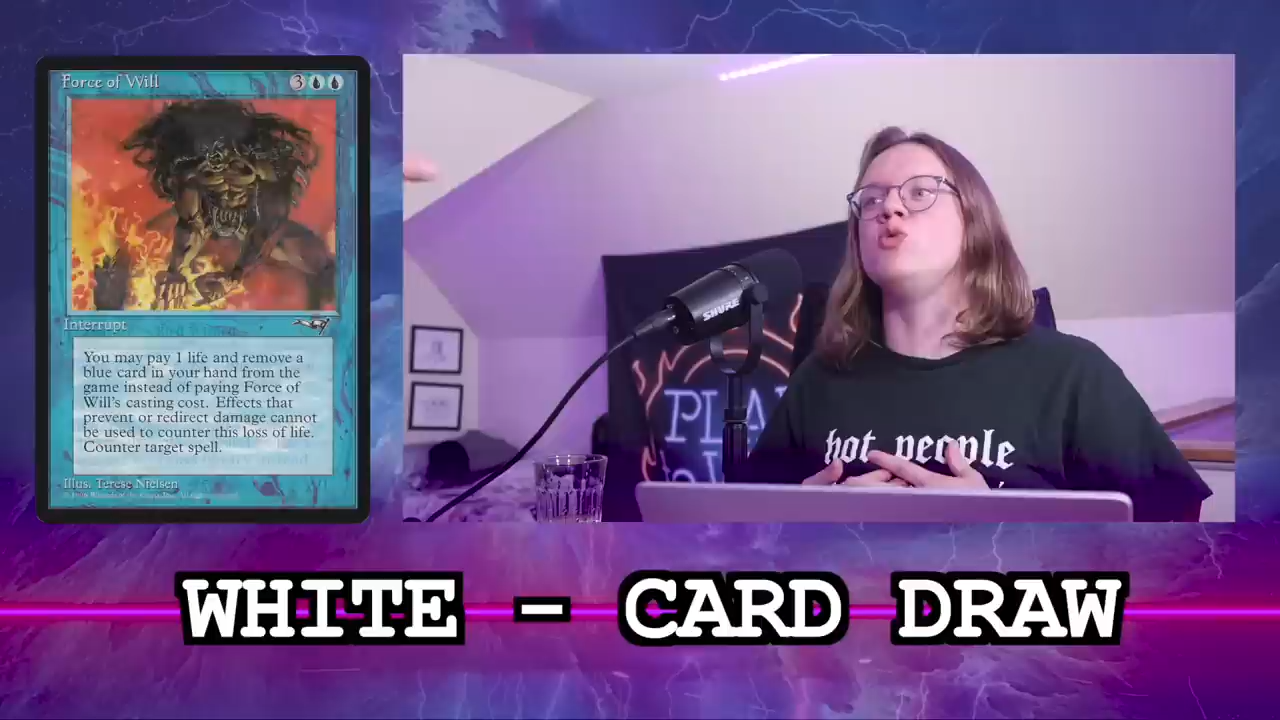 Force of Will
3
Interrupt
You may pay 1 life and remove a
blue card in your hand from the
game instead of paying Force of
Will's casting cost. Effects that
prevent or redirect damage cannot
be used to counter this loss of life.
Counter target spell.
Illus. Terese Nielsen
SHURE
PLA
hot people
WHITE - CARD DRAW